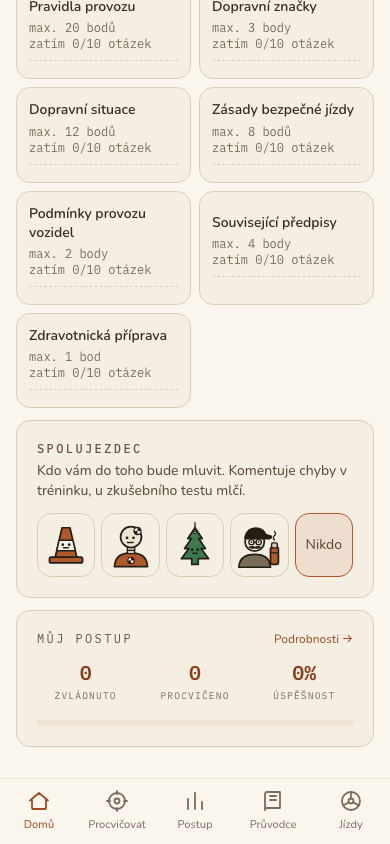 Pravidla provozu
max. 20 bodů
zatím 0/10 otázek
Dopravní značky
max. 3 body
zatím 0/10 otázek
Dopravní situace
max. 12 bodů
zatím 0/10 otázek
Zásady bezpečné jízdy
max. 8 bodů
zatím 0/10 otázek
Podmínky provozu
vozidel
max. 2 body
zatím 0/10 otázek
Související předpisy
max. 4 body
zatím 0/10 otázek
Zdravotnická příprava
max. 1 bod
zatím 0/10 otázek
SPOLUJEZDEC
Kdo vám do toho bude mluvit. Komentuje chyby v
tréninku, u zkušebního testu mlčí.
Nikdo
MŮJ POSTUP
Podrobnosti →
0
ZVLÁDNUTO
0
PROCVIČENO
0%
ÚSPĚŠNOST
Domů
Procvičovat
Postup
Průvodce
Jízdy